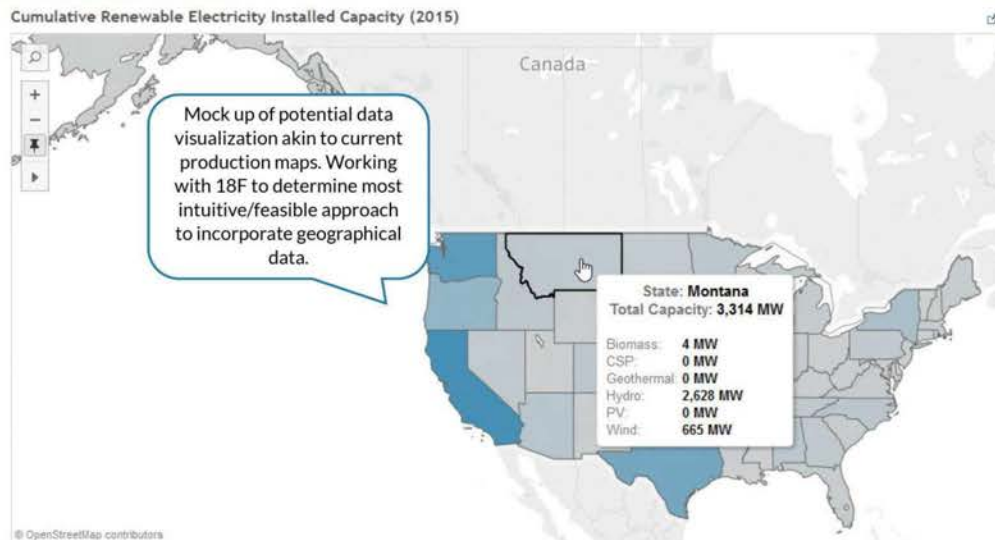 Cumulative Renewable Electricity Installed Capacity (2015)
Canada
Mock up of potential data
visualization akin to current
production maps. Working
with 18F to determine most
intuitive/feasible approach
to incorporate geographical
data.
State: Montana
Total Capacity: 3,314 MW
Biomass: 4 MW
CSP: 0 MW
Geothermal: 0 MW
Hydro: 2,628 MW
PV: 0 MW
Wind: 665 MW
© OpenStreetMap contributors